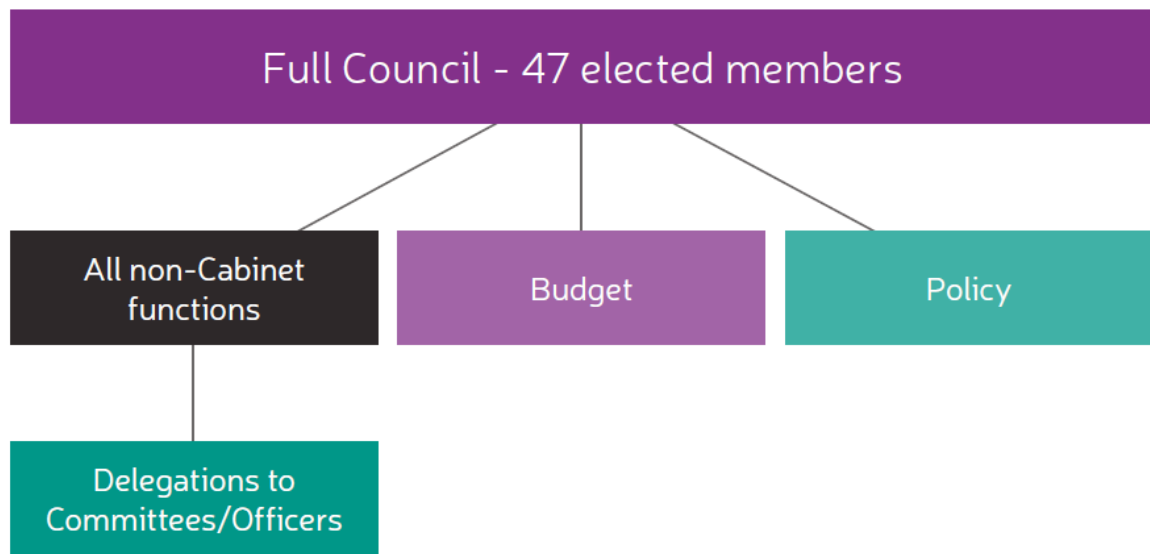 Full Council - 47 elected members
All non-Cabinet
functions
Budget
Policy
Delegations to
Committees/Officers